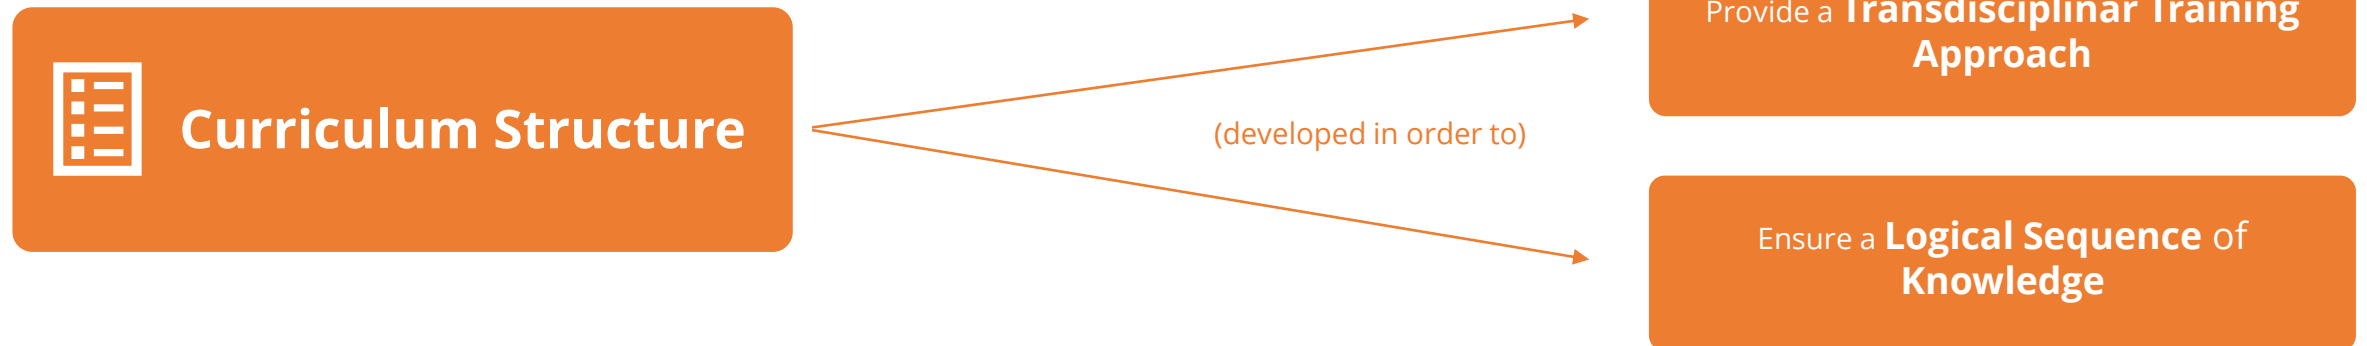 Provide a Transdisciplinar Training
Approach
Curriculum Structure
(developed in order to)
Ensure a Logical Sequence of
Knowledge